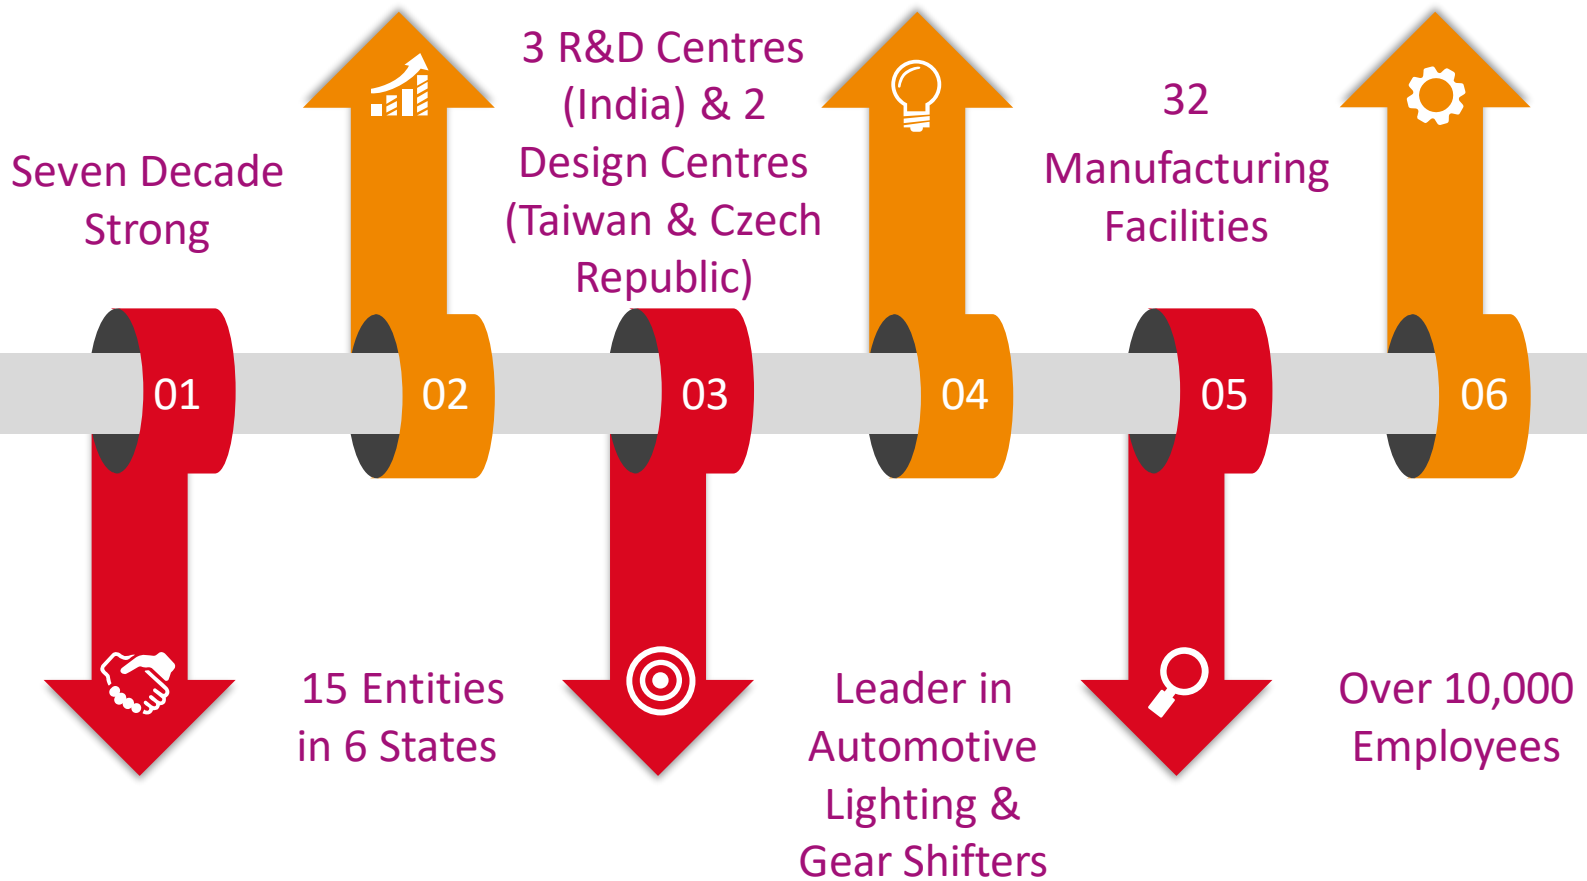 Seven Decade
Strong
01
02
15 Entities
in 6 States
3 R&D Centres
(India) & 2
Design Centres
(Taiwan & Czech
Republic)
03
04
Leader in
Automotive
Lighting &
Gear Shifters
32
Manufacturing
Facilities
05
06
Over 10,000
Employees